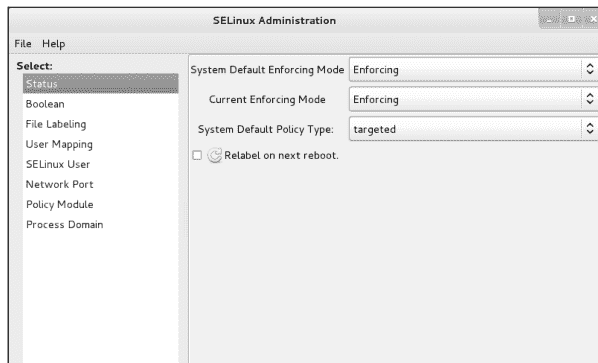 SELinux Administration
File Help
Select:
Status
Boolean
File Labeling
User Mapping
SELinux User
Network Port
Policy Module
Process Domain
System Default Enforcing Mode Enforcing
Current Enforcing Mode Enforcing
System Default Policy Type: targeted
Relabel on next reboot.